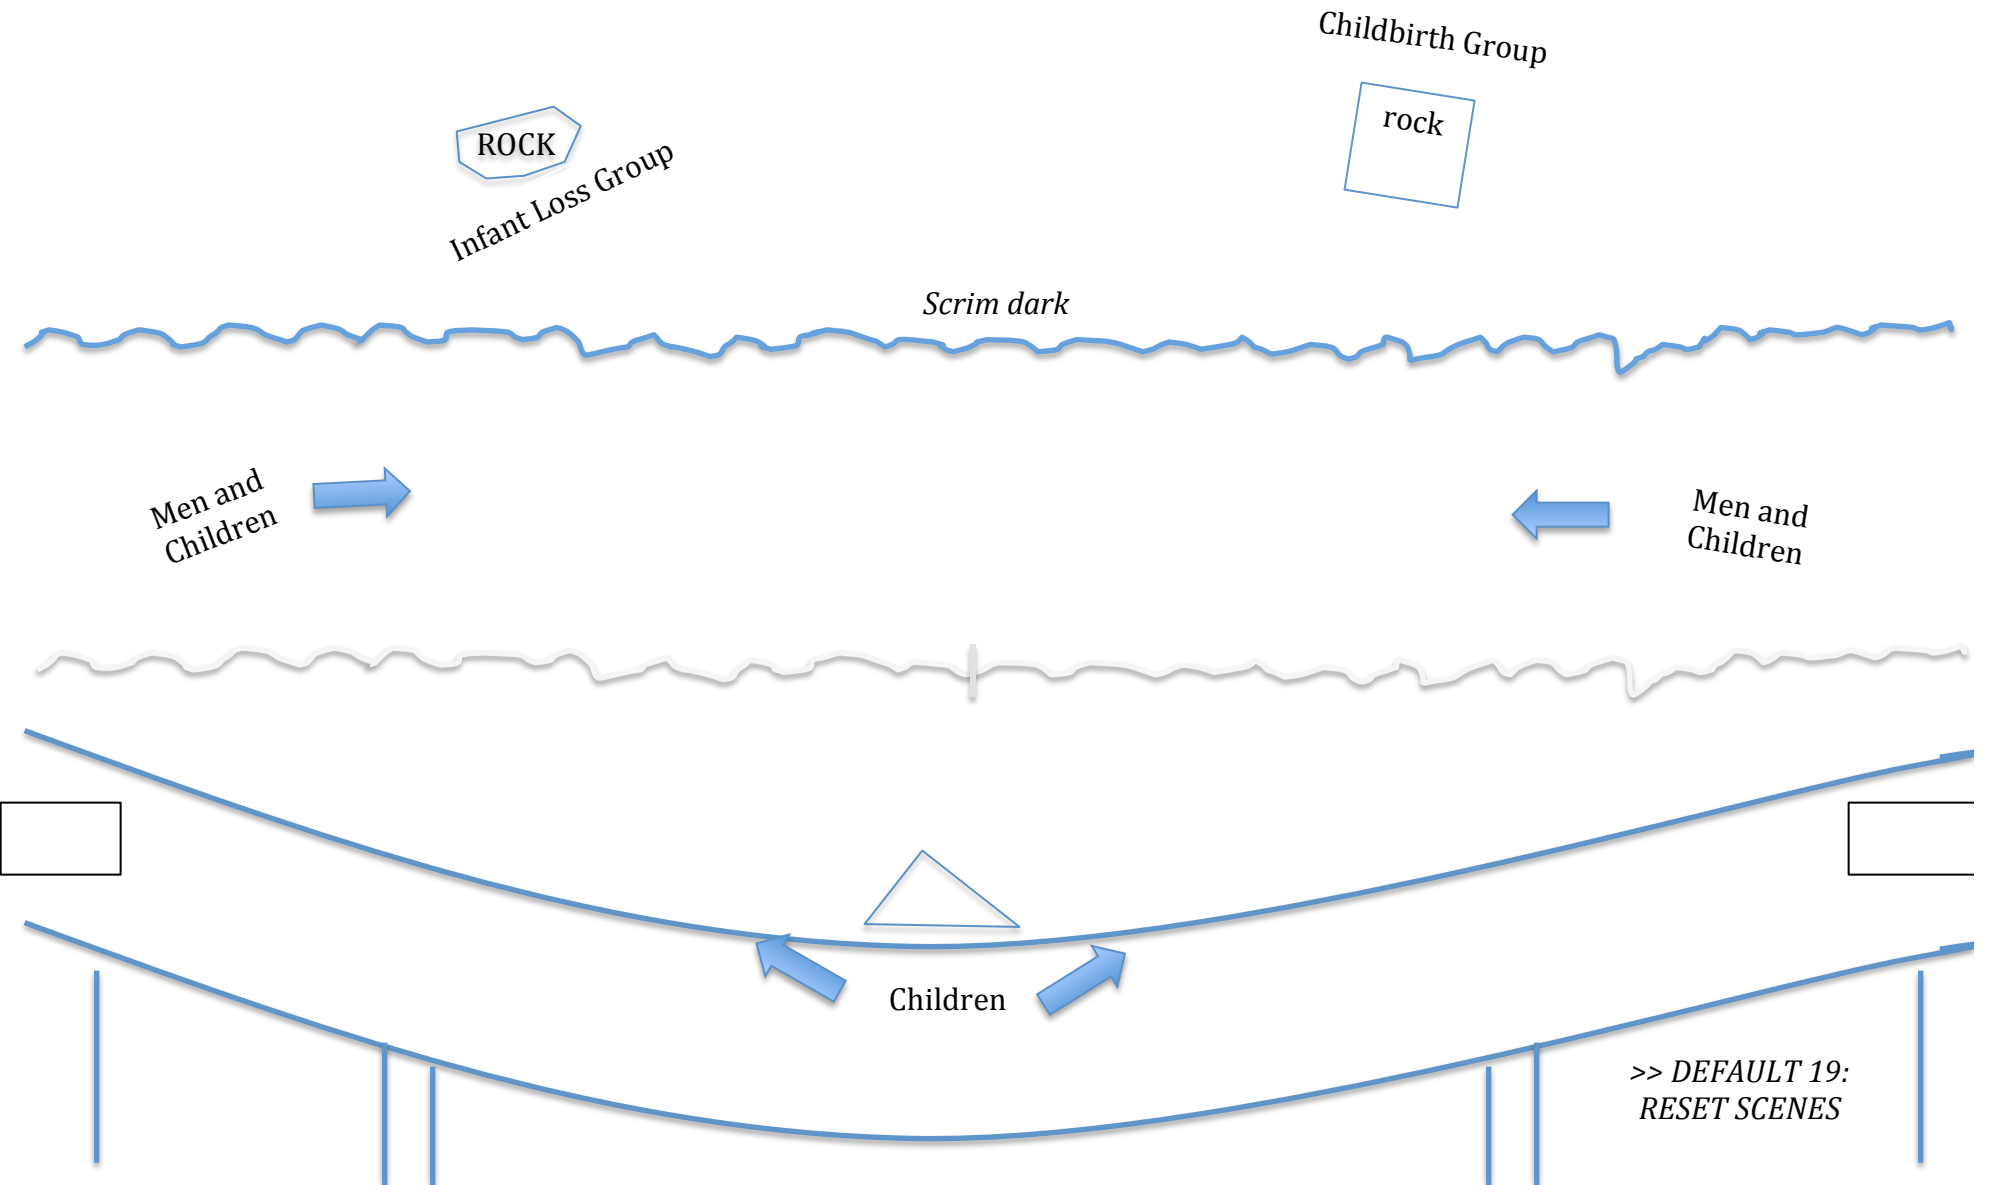 Childbirth Group
rock
ROCK
Infant Loss Group
Scrim dark
Men and
Children
Men and
Children
Children
>> DEFAULT 19:
RESET SCENES